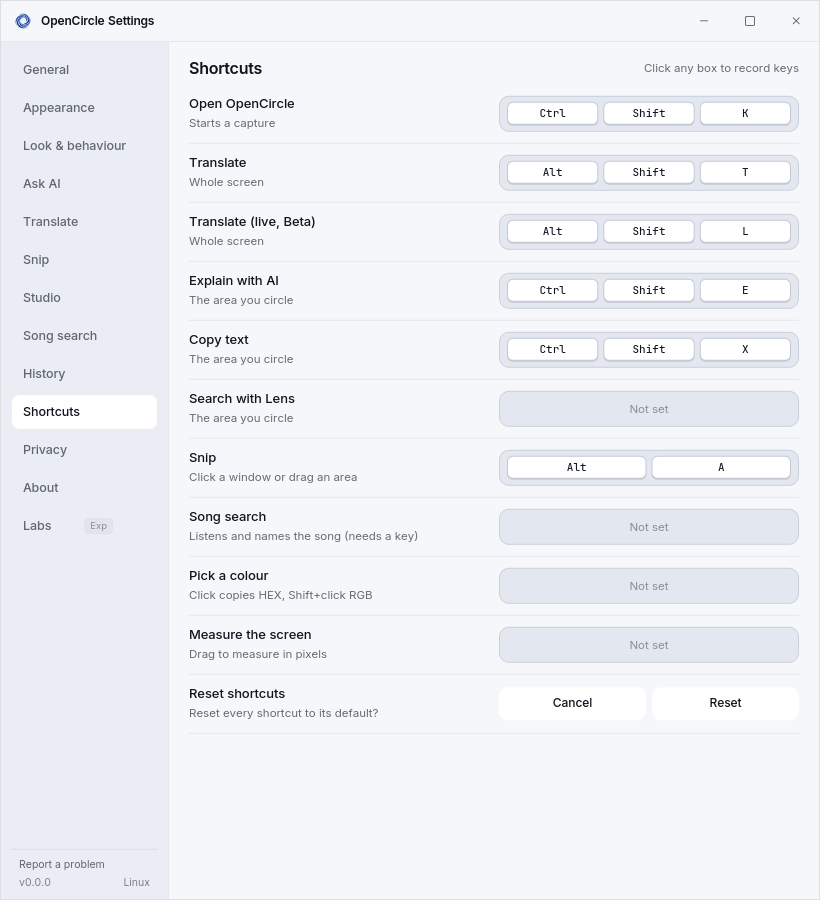 OpenCircle Settings
General
Appearance
Look & behaviour
Ask AI
Translate
Snip
Studio
Song search
History
Shortcuts
Privacy
About
Labs Exp
Report a problem
v0.0.0 Linux
Shortcuts Click any box to record keys
Open OpenCircle
Starts a capture
Ctrl Shift K
Translate
Whole screen
Alt Shift T
Translate (live, Beta)
Whole screen
Alt Shift L
Explain with AI
The area you circle
Ctrl Shift E
Copy text
The area you circle
Ctrl Shift X
Search with Lens
The area you circle
Not set
Snip
Click a window or drag an area
Alt A
Song search
Listens and names the song (needs a key)
Not set
Pick a colour
Click copies HEX, Shift+click RGB
Not set
Measure the screen
Drag to measure in pixels
Not set
Reset shortcuts
Reset every shortcut to its default?
Cancel Reset